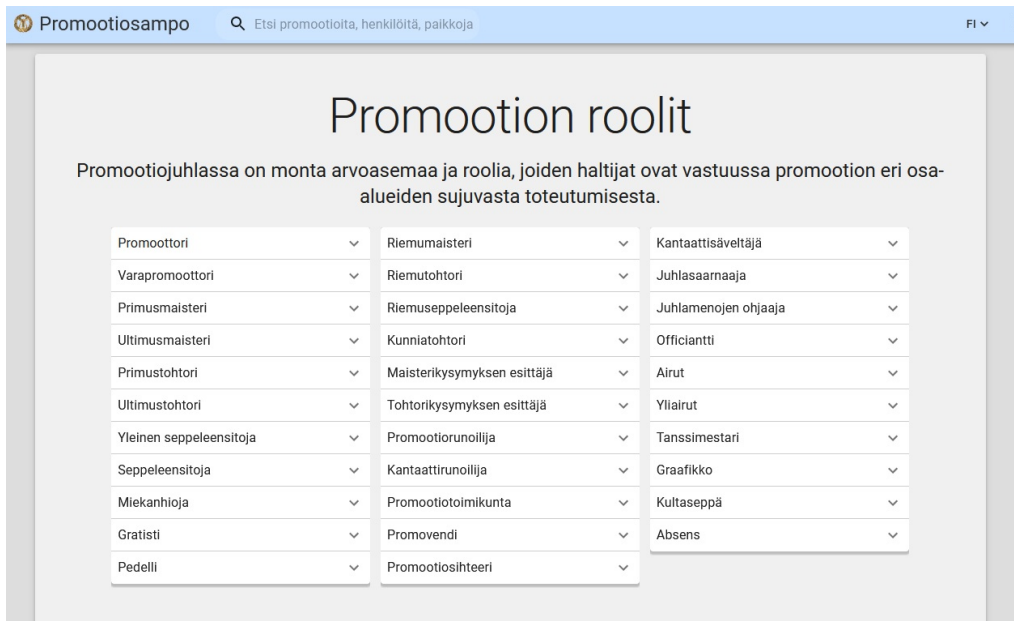 Promootiosampo
Etsi promootioita, henkilöitä, paikkoja
FI
Promootion roolit
Promootiojuhlassa on monta arvoasemaa ja roolia, joiden haltijat ovat vastuussa promootion eri osa-
alueiden sujuvasta toteutumisesta.
Promoottori
Varapromoottori
Primusmaisteri
Ultimusmaisteri
Primustohtori
Ultimustohtori
Yleinen seppeleensitoja
Seppeleensitoja
Miekanhioja
Gratisti
Pedelli
Riemumaisteri
Riemutohtori
Riemuseppeleensitoja
Kunniatohtori
Maisterikysymyksen esittäjä
Tohtorikysymyksen esittäjä
Promootiorunoilija
Kantaattirunoilija
Promootiotoimikunta
Promovendi
Promootiosihteeri
Kantaattisäveltäjä
Juhlasaarnaaja
Juhlamenojen ohjaaja
Officiantti
Airut
Yliairut
Tanssimestari
Graafikko
Kultaseppä
Absens